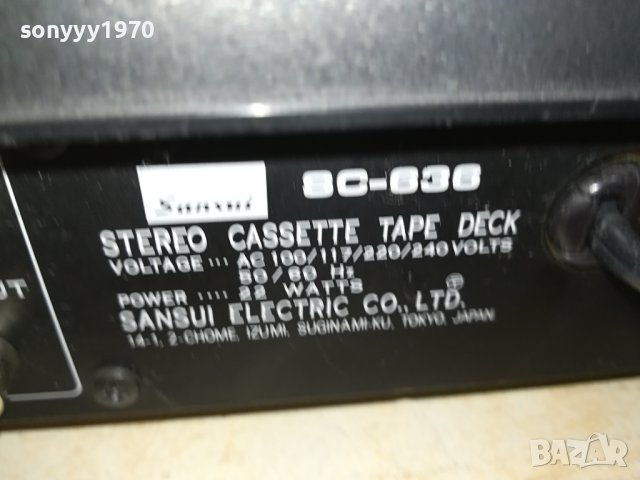 sonyyy1970
Sansui SC-636
STEREO CASSETTE TAPE DECK
VOLTAGE ··· AC 100/117/220/240 VOLTS
50/60 Hz
POWER ···· 22 WATTS
SANSUI ELECTRIC CO., LTD.
14-1, 2-CHOME, IZUMI, SUGINAMI-KU, TOKYO, JAPAN
BAZAR